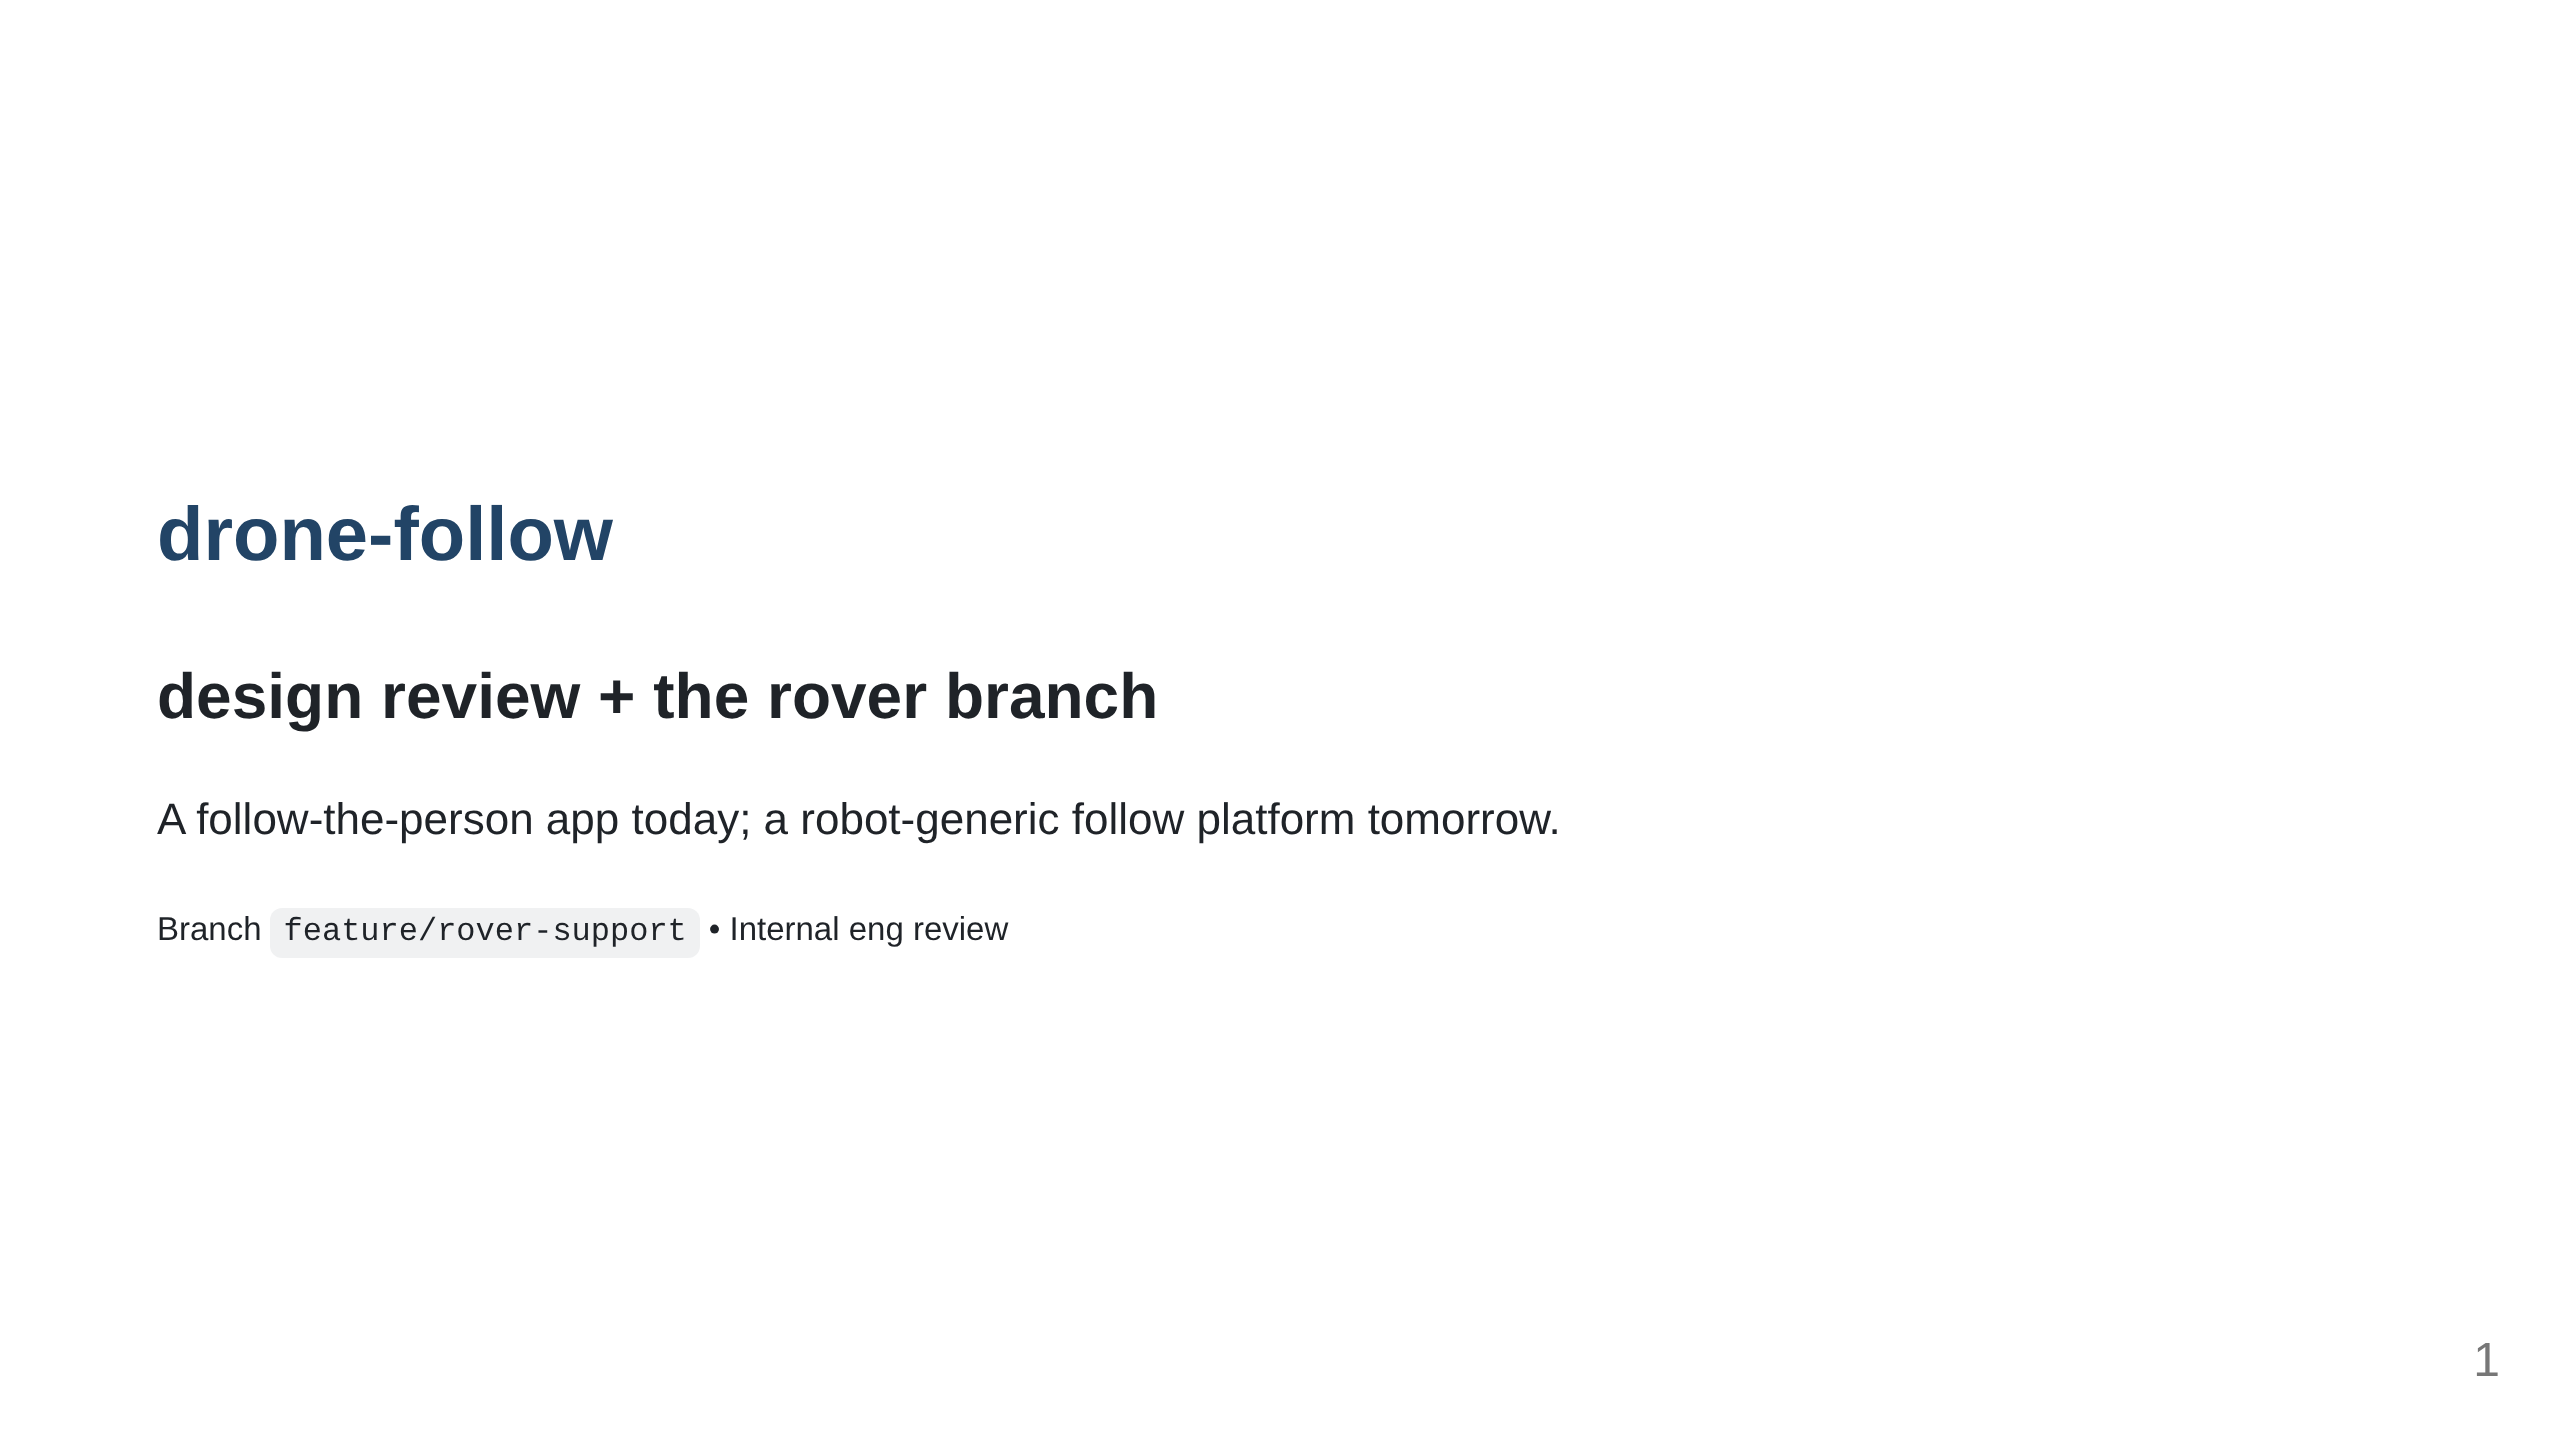 drone-follow
design review + the rover branch
A follow-the-person app today; a robot-generic follow platform tomorrow.
Branch feature/rover-support • Internal eng review
1